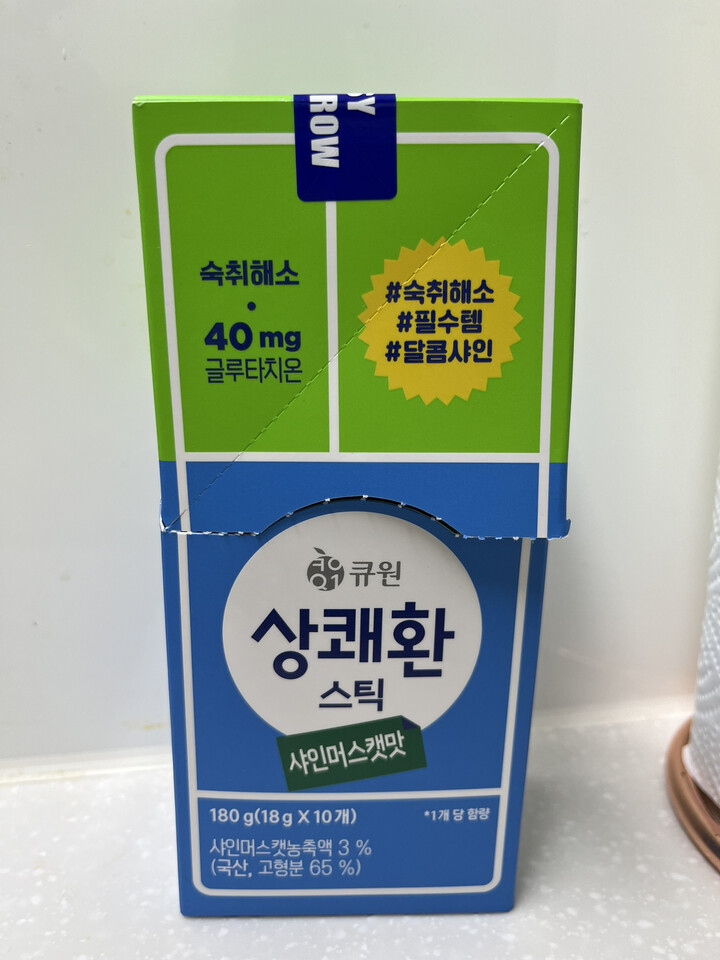 SY
ROW
숙취해소
•
40 mg
글루타치온
#숙취해소
#필수템
#달콤샤인
큐원
상쾌환
스틱
샤인머스캣맛
180 g(18 g X 10개)
*1개 당 함량
샤인머스캣농축액 3 %
(국산, 고형분 65 %)